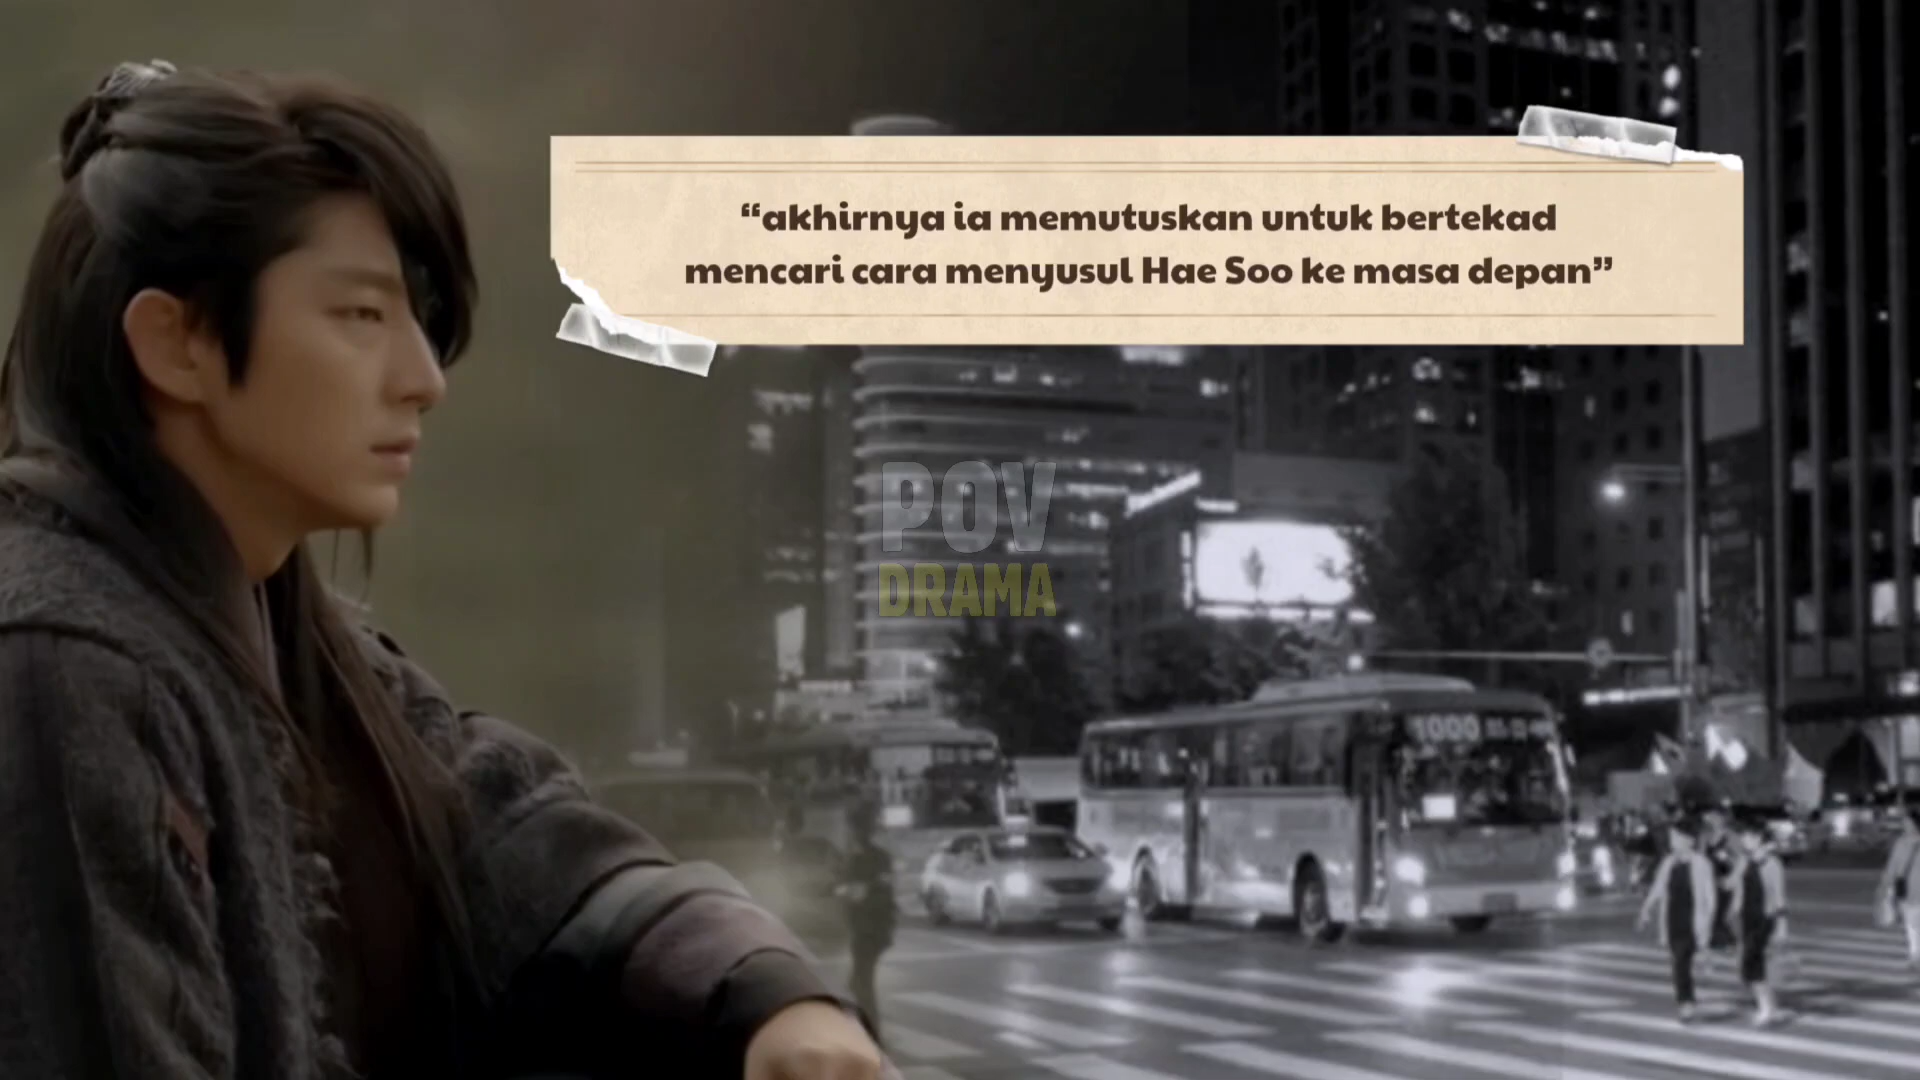 “akhirnya ia memutuskan untuk bertekad
mencari cara menyusul Hae Soo ke masa depan”
POV
DRAMA
1000